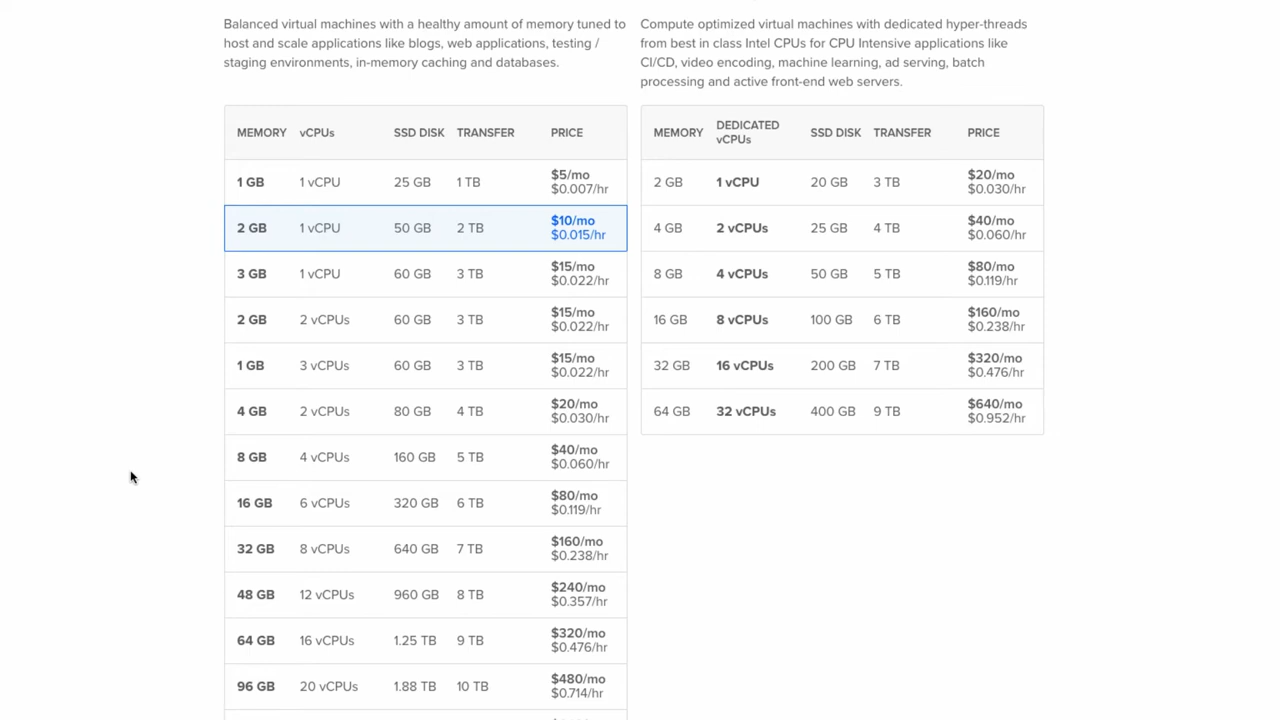 Balanced virtual machines with a healthy amount of memory tuned to
host and scale applications like blogs, web applications, testing /
staging environments, in-memory caching and databases.
MEMORY vCPUs SSD DISK TRANSFER PRICE
1 GB 1 vCPU 25 GB 1 TB $5/mo
$0.007/hr
2 GB 1 vCPU 50 GB 2 TB $10/mo
$0.015/hr
3 GB 1 vCPU 60 GB 3 TB $15/mo
$0.022/hr
2 GB 2 vCPUs 60 GB 3 TB $15/mo
$0.022/hr
1 GB 3 vCPUs 60 GB 3 TB $15/mo
$0.022/hr
4 GB 2 vCPUs 80 GB 4 TB $20/mo
$0.030/hr
8 GB 4 vCPUs 160 GB 5 TB $40/mo
$0.060/hr
16 GB 6 vCPUs 320 GB 6 TB $80/mo
$0.119/hr
32 GB 8 vCPUs 640 GB 7 TB $160/mo
$0.238/hr
48 GB 12 vCPUs 960 GB 8 TB $240/mo
$0.357/hr
64 GB 16 vCPUs 1.25 TB 9 TB $320/mo
$0.476/hr
96 GB 20 vCPUs 1.88 TB 10 TB $480/mo
$0.714/hr
Compute optimized virtual machines with dedicated hyper-threads
from best in class Intel CPUs for CPU Intensive applications like
CI/CD, video encoding, machine learning, ad serving, batch
processing and active front-end web servers.
MEMORY DEDICATED vCPUs SSD DISK TRANSFER PRICE
2 GB 1 vCPU 20 GB 3 TB $20/mo
$0.030/hr
4 GB 2 vCPUs 25 GB 4 TB $40/mo
$0.060/hr
8 GB 4 vCPUs 50 GB 5 TB $80/mo
$0.119/hr
16 GB 8 vCPUs 100 GB 6 TB $160/mo
$0.238/hr
32 GB 16 vCPUs 200 GB 7 TB $320/mo
$0.476/hr
64 GB 32 vCPUs 400 GB 9 TB $640/mo
$0.952/hr